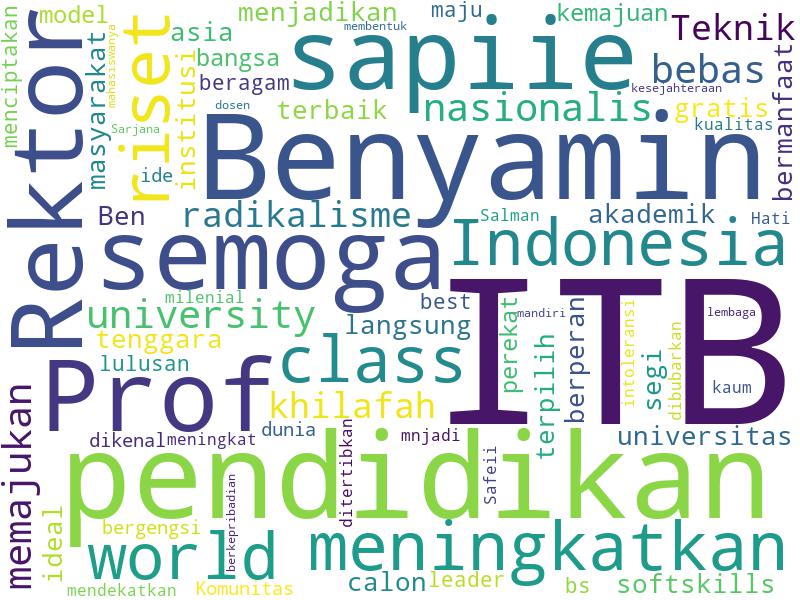 model
menjadikan
maju
kemajuan
membentuk
Teknik
menciptakan
Rektor
masyarakat
mahasiswanya
riset
asia
bangsa
beragam
institusi
sapiie
bebas
kesejahteraan
dosen
terbaik
nasionalis
gratis
kualitas
bermanfaat
Sarjana
ide
Benyamin
Ben
radikalisme
Salman
akademik
Hati
semoga
Indonesia
milenial
university
best
langsung
tenggara
lulusan
class
perekat
mandiri
terpilih
berperan
intoleransi
segi
dibubarkan
lembaga
kaum
ITB
Prof
khilafah
memajukan
dikenal
meningkat
dunia
ditertibkan
mnjadi
universitas
pendidikan
Safeii
berkepribadian
ideal
bergengsi
world
meningkatkan
mendekatkan
Komunitas
calon
leader
bs
softskills